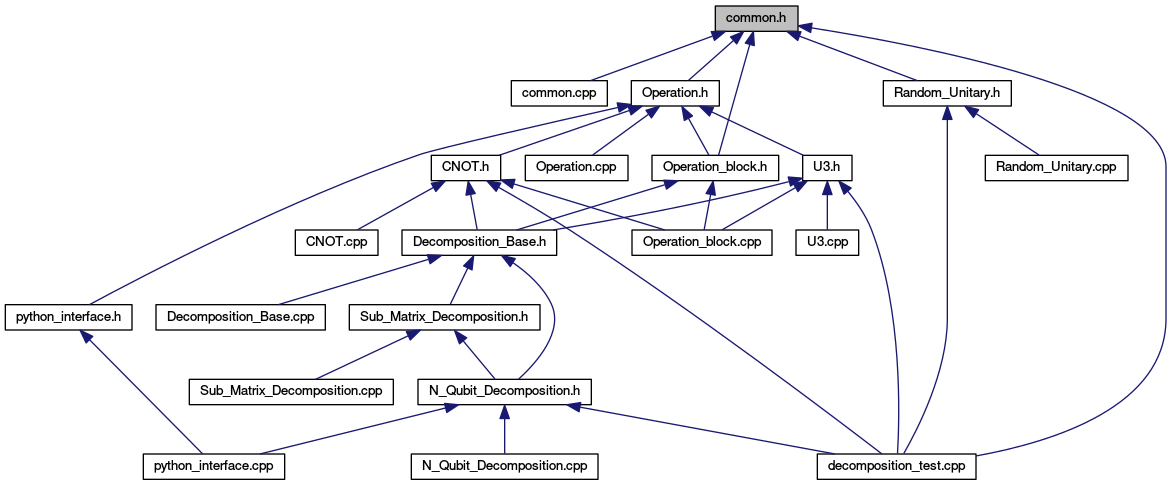 common.h
common.cpp
Operation.h
Random_Unitary.h
CNOT.h
Operation.cpp
Operation_block.h
U3.h
Random_Unitary.cpp
CNOT.cpp
Decomposition_Base.h
Operation_block.cpp
U3.cpp
python_interface.h
Decomposition_Base.cpp
Sub_Matrix_Decomposition.h
Sub_Matrix_Decomposition.cpp
N_Qubit_Decomposition.h
python_interface.cpp
N_Qubit_Decomposition.cpp
decomposition_test.cpp